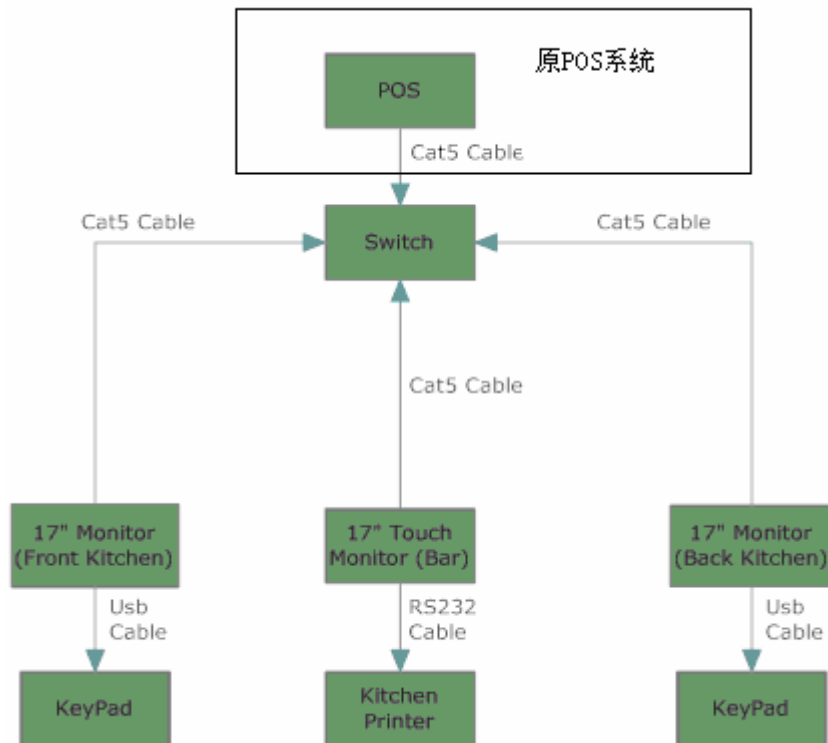 原POS系统
POS
Cat5 Cable
Cat5 Cable
Switch
Cat5 Cable
Cat5 Cable
17" Monitor
(Front Kitchen)
17" Touch
Monitor (Bar)
17" Monitor
(Back Kitchen)
Usb
Cable
RS232
Cable
Usb
Cable
KeyPad
Kitchen
Printer
KeyPad